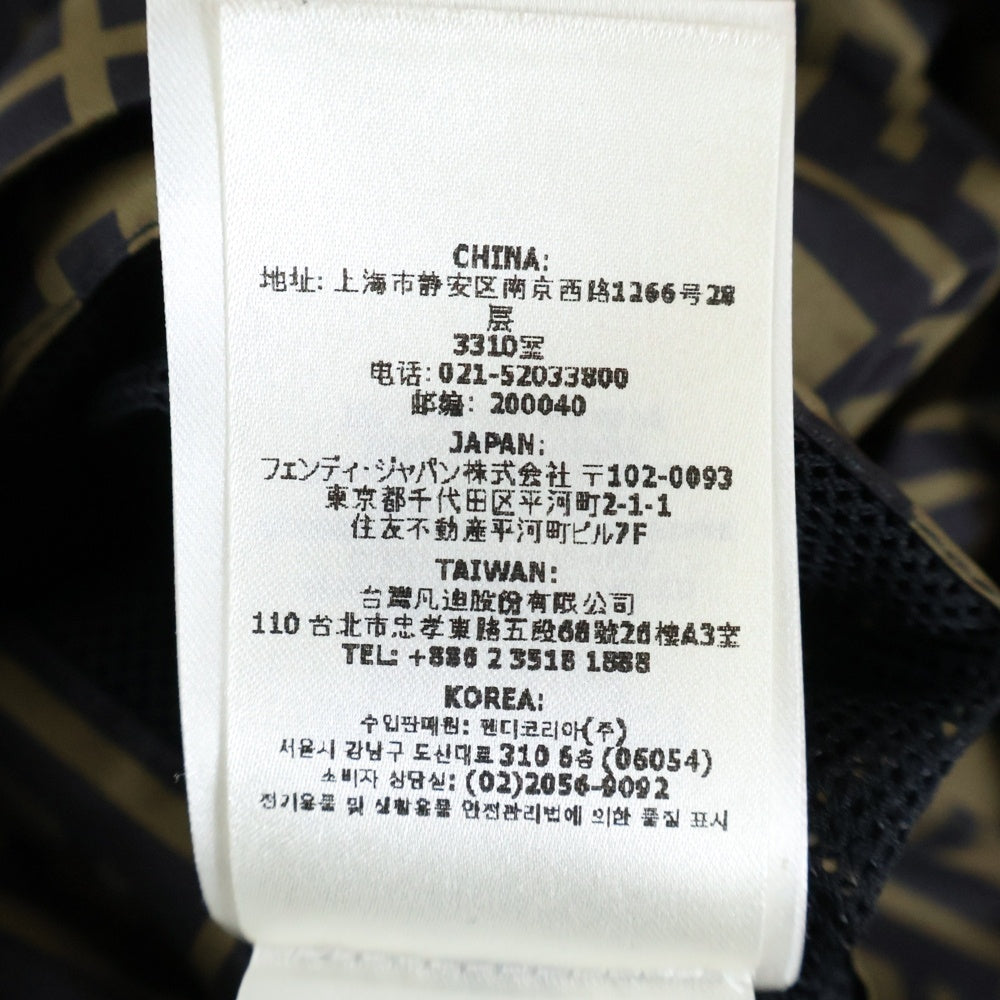 CHINA:
地址: 上海市静安区南京西路1266号28
层
3310室
电话: 021-52033800
邮编: 200040
JAPAN:
フェンディ・ジャパン株式会社 〒102-0093
東京都千代田区平河町2-1-1
住友不動産平河町ビル7F
TAIWAN:
台灣凡迪股份有限公司
110 台北市忠孝東路五段68號26樓A3室
TEL: +886 2 3518 1888
KOREA:
수입판매원: 펜디코리아(주)
서울시 강남구 도산대로 310 6층 (06054)
소비자 상담실: (02)2056-9092
전기용품 및 생활용품 안전관리법에 의한 품질 표시